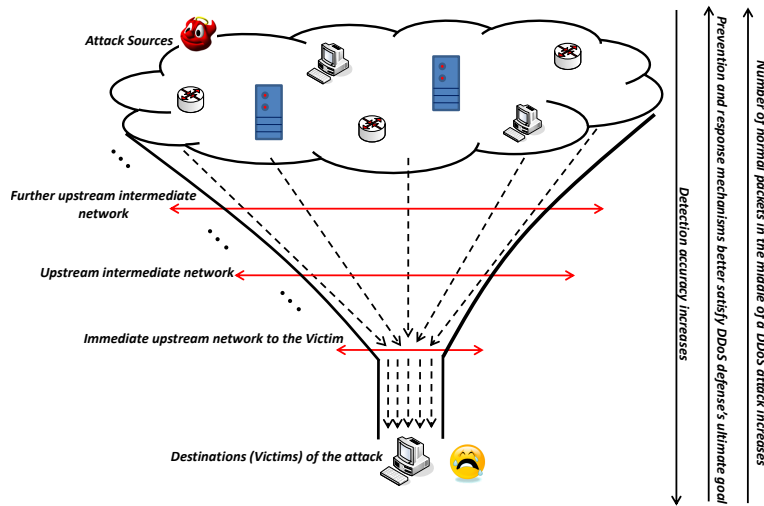 Attack Sources
Further upstream intermediate
network
Upstream intermediate network
Immediate upstream network to the Victim
Destinations (Victims) of the attack
Detection accuracy increases
Prevention and response mechanisms better satisfy DDoS defense's ultimate goal
Number of normal packets in the middle of a DDoS attack increases